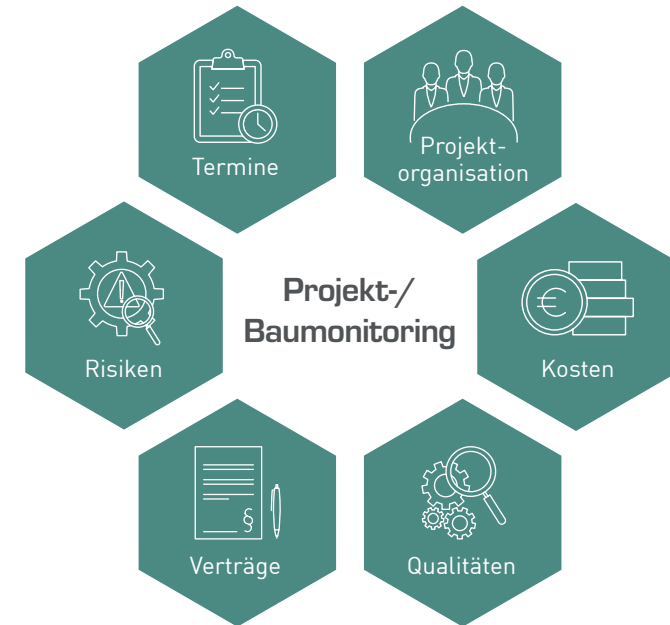 Termine
Projekt-
organisation
Projekt-/
Baumonitoring
Risiken
Kosten
§
Verträge
Qualitäten